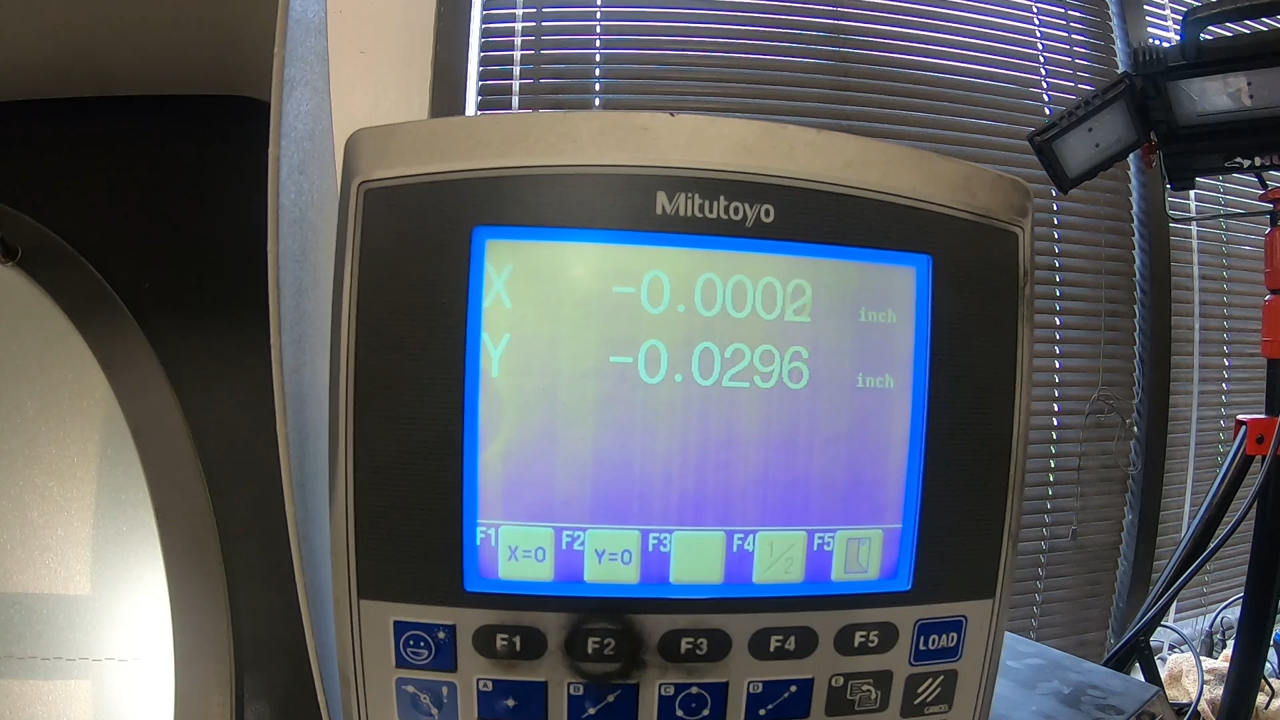 Mitutoyo
X -0.0002 inch
Y -0.0296 inch
F1 X=0 F2 Y=0 F3 F4 1/2 F5
F1 F2 F3 F4 F5 LOAD
A B C D E CANCEL